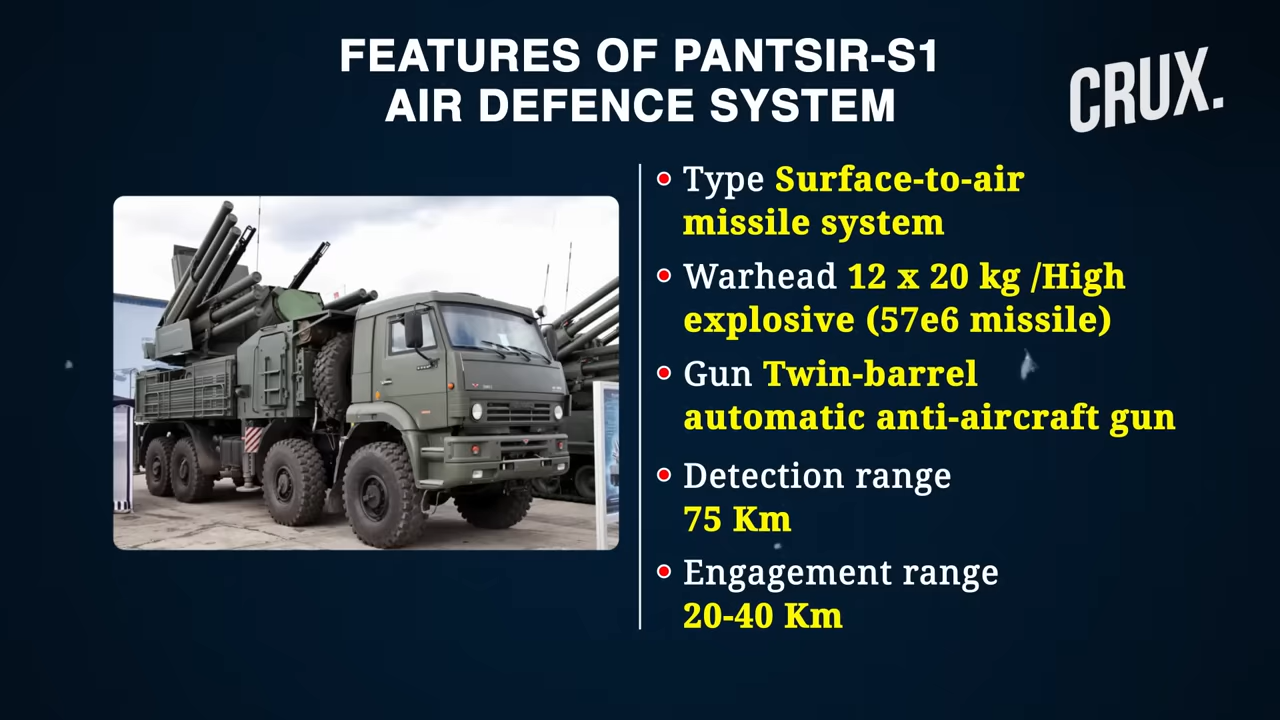 FEATURES OF PANTSIR-S1
AIR DEFENCE SYSTEM
CRUX.
Type Surface-to-air
missile system
Warhead 12 x 20 kg /High
explosive (57e6 missile)
Gun Twin-barrel
automatic anti-aircraft gun
Detection range
75 Km
Engagement range
20-40 Km